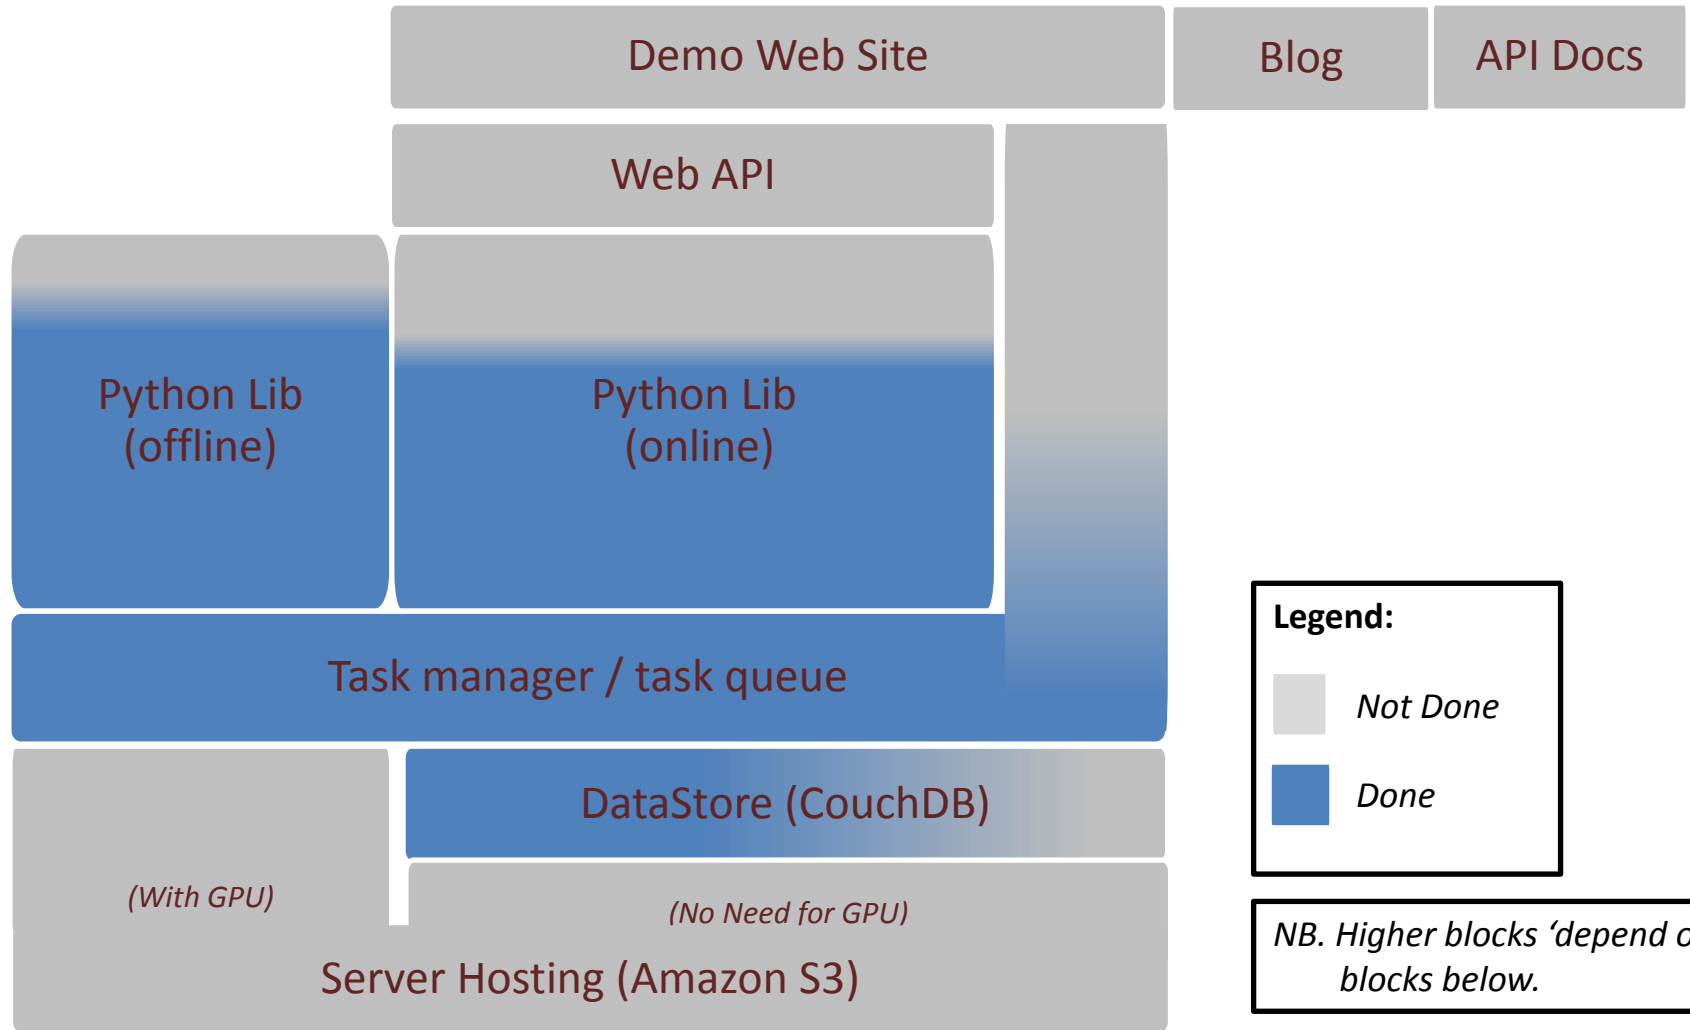 Demo Web Site
Blog
API Docs
Web API
Python Lib
(offline)
Python Lib
(online)
Task manager / task queue
DataStore (CouchDB)
(With GPU)
(No Need for GPU)
Server Hosting (Amazon S3)
Legend:
Not Done
Done
NB. Higher blocks ‘depend o
blocks below.